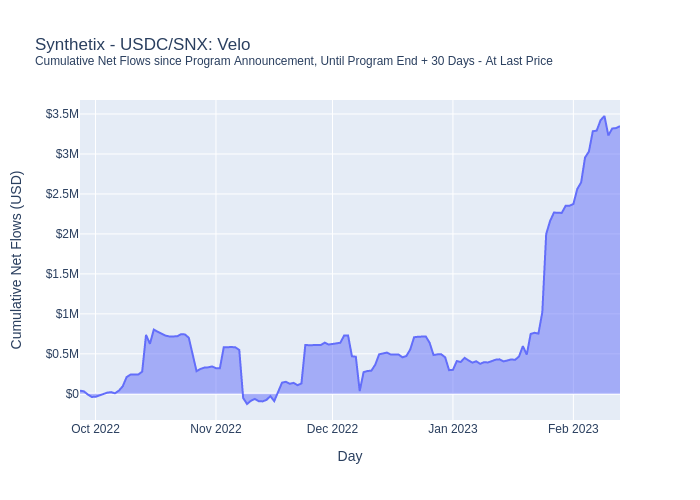 Synthetix - USDC/SNX: Velo
Cumulative Net Flows since Program Announcement, Until Program End + 30 Days - At Last Price
Cumulative Net Flows (USD)
$3.5M
$3M
$2.5M
$2M
$1.5M
$1M
$0.5M
$0
Oct 2022
Nov 2022
Dec 2022
Jan 2023
Feb 2023
Day